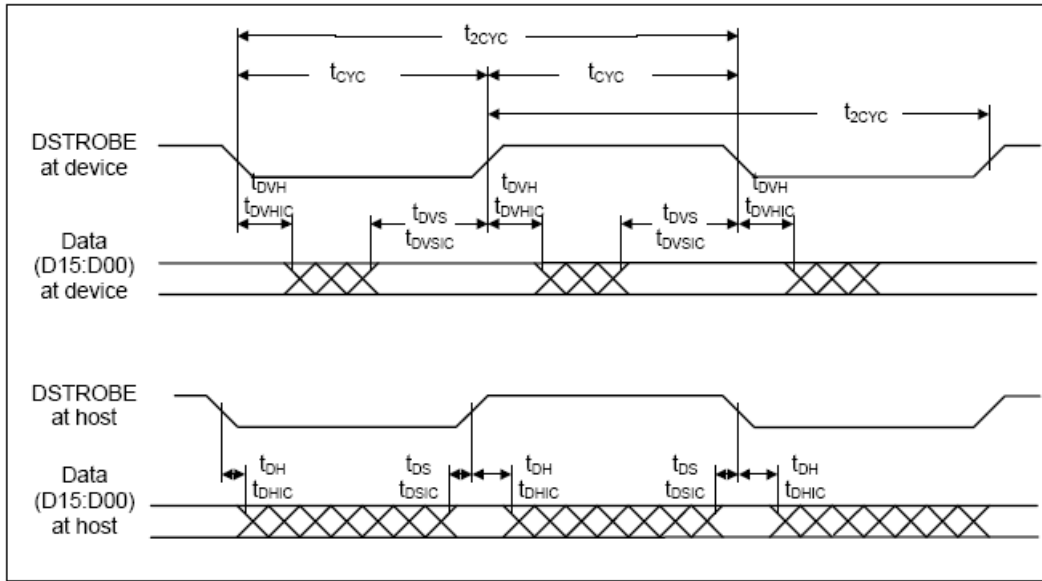 t2CYC
tCYC tCYC
t2CYC
DSTROBE
at device
tDVH tDVH tDVH
tDVHIC tDVS tDVHIC tDVS tDVHIC
tDVSIC tDVSIC
Data
(D15:D00)
at device
DSTROBE
at host
tDH tDS tDH tDS tDH
tDHIC tDSIC tDHIC tDSIC tDHIC
Data
(D15:D00)
at host